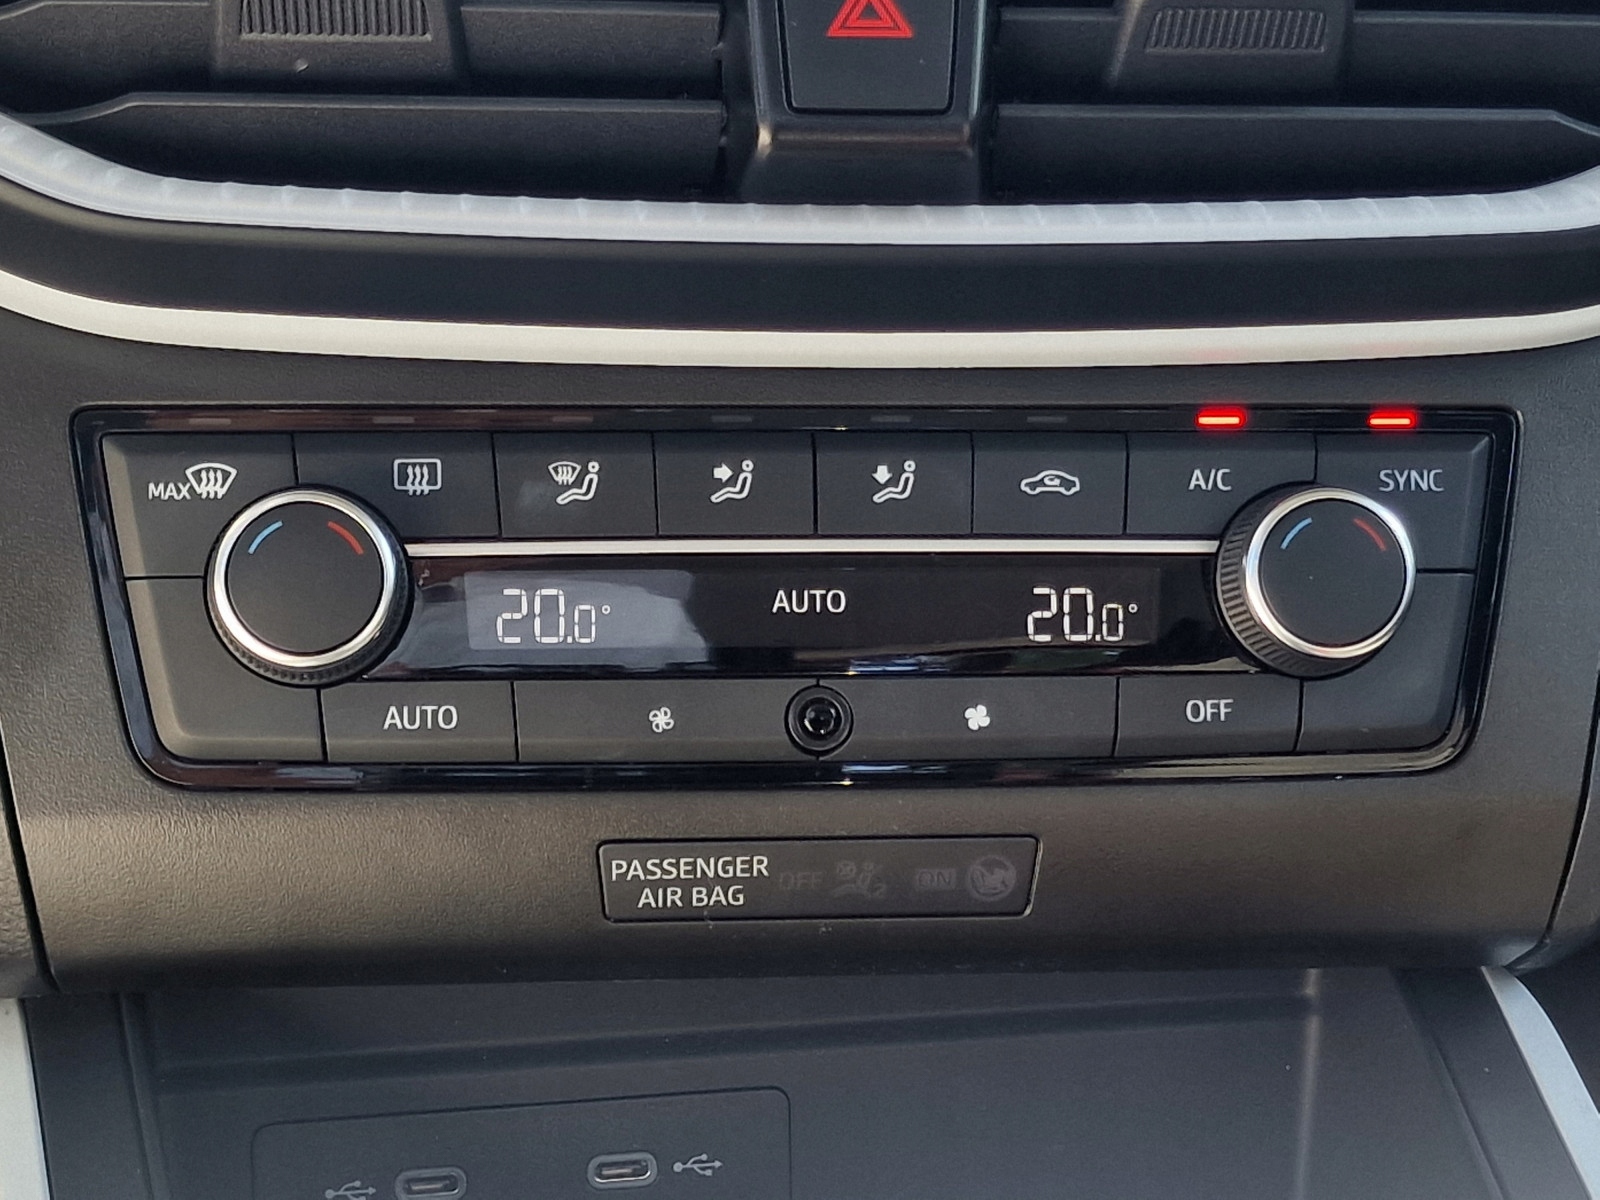 MAX
A/C
SYNC
20.0°
AUTO
20.0°
AUTO
OFF
PASSENGER
AIR BAG
OFF
ON